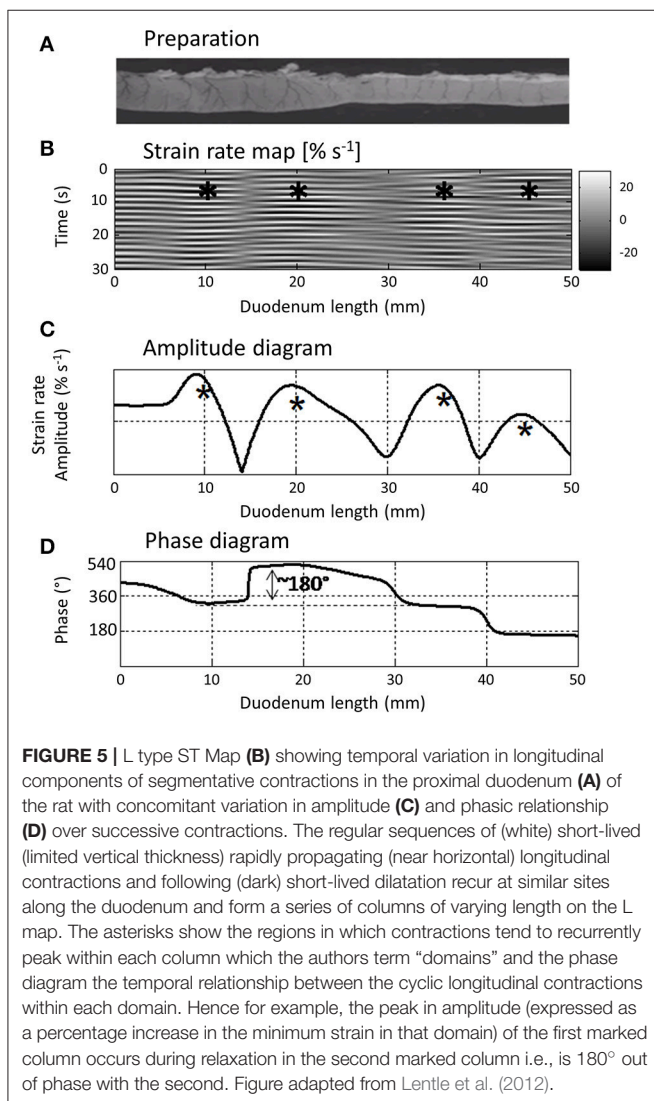 A
Preparation
B
Strain rate map [% s⁻¹]
Time (s)
0
10
20
30
* * * *
20
0
-20
0 10 20 30 40 50
Duodenum length (mm)
C
Amplitude diagram
Strain rate
Amplitude (% s⁻¹)
* * * *
0 10 20 30 40 50
Duodenum length (mm)
D
Phase diagram
Phase (°)
540
360
180
~180°
0 10 20 30 40 50
Duodenum length (mm)
FIGURE 5 | L type ST Map (B) showing temporal variation in longitudinal
components of segmentative contractions in the proximal duodenum (A) of
the rat with concomitant variation in amplitude (C) and phasic relationship
(D) over successive contractions. The regular sequences of (white) short-lived
(limited vertical thickness) rapidly propagating (near horizontal) longitudinal
contractions and following (dark) short-lived dilatation recur at similar sites
along the duodenum and form a series of columns of varying length on the L
map. The asterisks show the regions in which contractions tend to recurrently
peak within each column which the authors term “domains” and the phase
diagram the temporal relationship between the cyclic longitudinal contractions
within each domain. Hence for example, the peak in amplitude (expressed as
a percentage increase in the minimum strain in that domain) of the first marked
column occurs during relaxation in the second marked column i.e., is 180° out
of phase with the second. Figure adapted from Lentle et al. (2012).